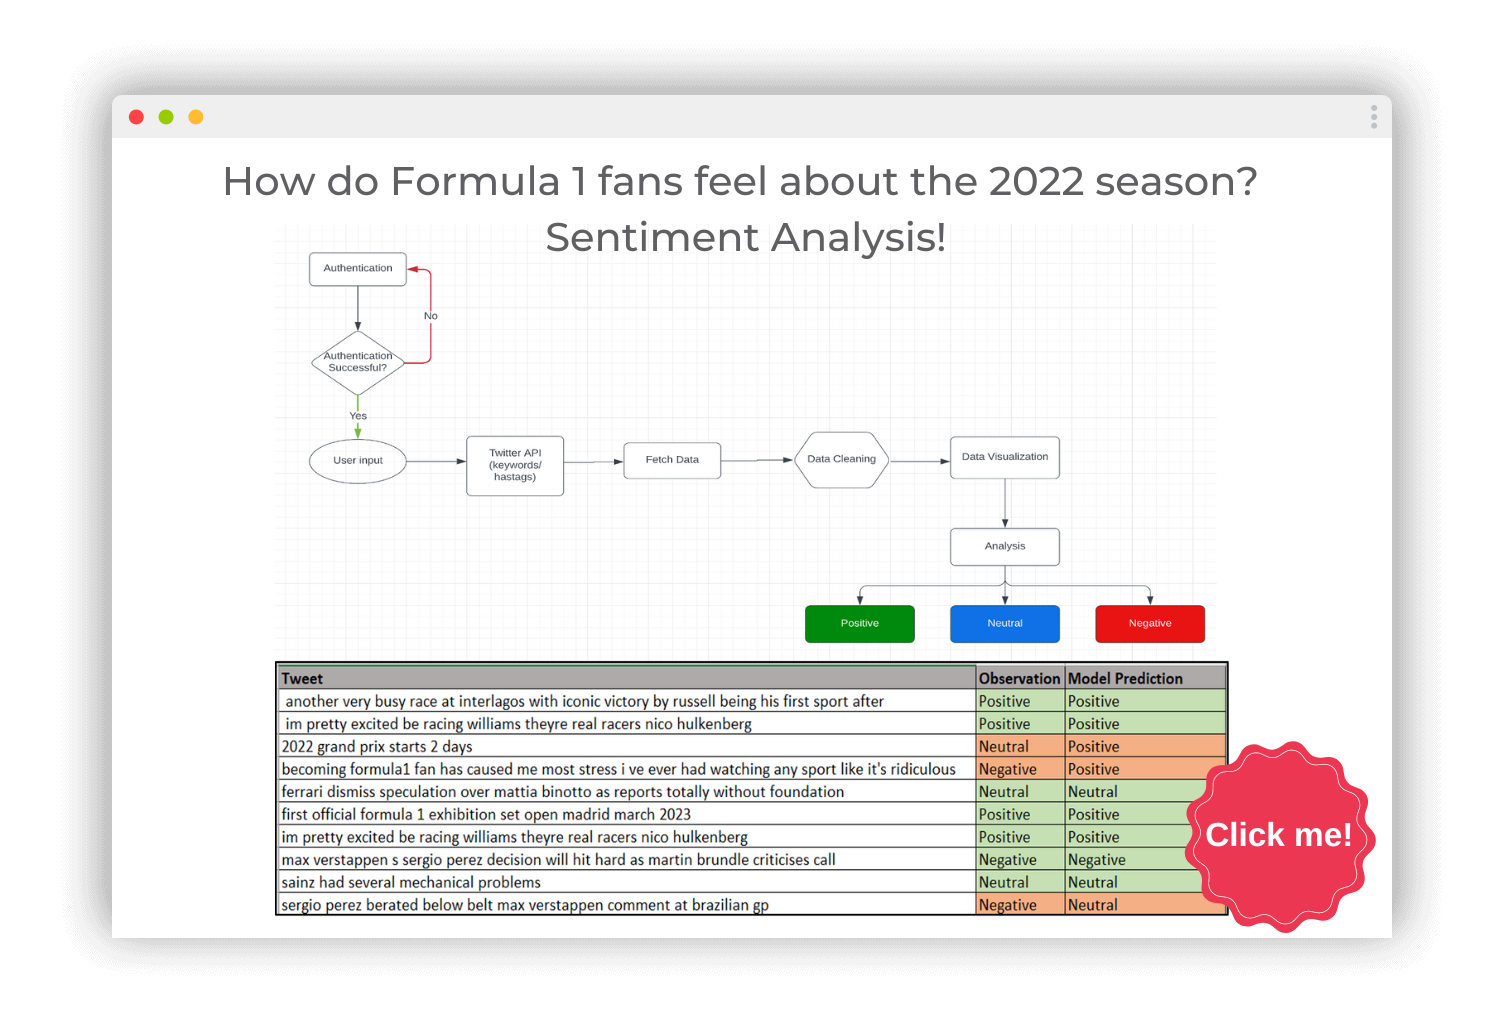 How do Formula 1 fans feel about the 2022 season?
Sentiment Analysis!
Authentication
No
Authentication
Successful?
Yes
User input
Twitter API
(keywords/
hastags)
Fetch Data
Data Cleaning
Data Visualization
Analysis
Positive
Neutral
Negative
Tweet Observation Model Prediction
another very busy race at interlagos with iconic victory by russell being his first sport after Positive Positive
im pretty excited be racing williams theyre real racers nico hulkenberg Positive Positive
2022 grand prix starts 2 days Neutral Positive
becoming formula1 fan has caused me most stress i ve ever had watching any sport like it's ridiculous Negative Positive
ferrari dismiss speculation over mattia binotto as reports totally without foundation Neutral Neutral
first official formula 1 exhibition set open madrid march 2023 Positive Positive
im pretty excited be racing williams theyre real racers nico hulkenberg Positive Positive
max verstappen s sergio perez decision will hit hard as martin brundle criticises call Negative Negative
sainz had several mechanical problems Neutral Neutral
sergio perez berated below belt max verstappen comment at brazilian gp Negative Neutral
Click me!